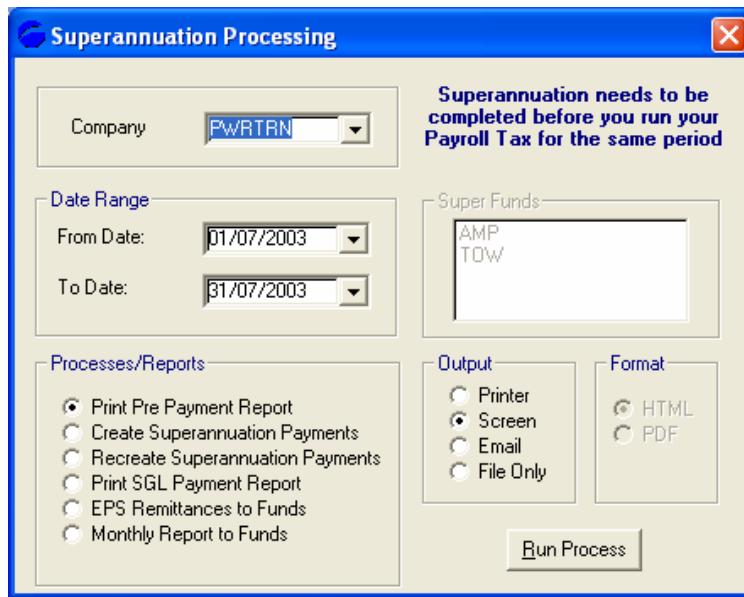 Superannuation Processing
Company
PWRTRN
Superannuation needs to be
completed before you run your
Payroll Tax for the same period
Date Range
From Date:
01/07/2003
To Date:
31/07/2003
Super Funds
AMP
TOW
Processes/Reports
Print Pre Payment Report
Create Superannuation Payments
Recreate Superannuation Payments
Print SGL Payment Report
EPS Remittances to Funds
Monthly Report to Funds
Output
Printer
Screen
Email
File Only
Format
HTML
PDF
Run Process